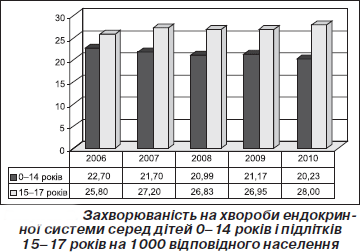 30
25
20
15
10
5
0
2006 2007 2008 2009 2010
0–14 років 22,70 21,70 20,99 21,17 20,23
15–17 років 25,80 27,20 26,83 26,95 28,00
Захворюваність на хвороби ендокрин-
ної системи серед дітей 0–14 років і підлітків
15–17 років на 1000 відповідного населення